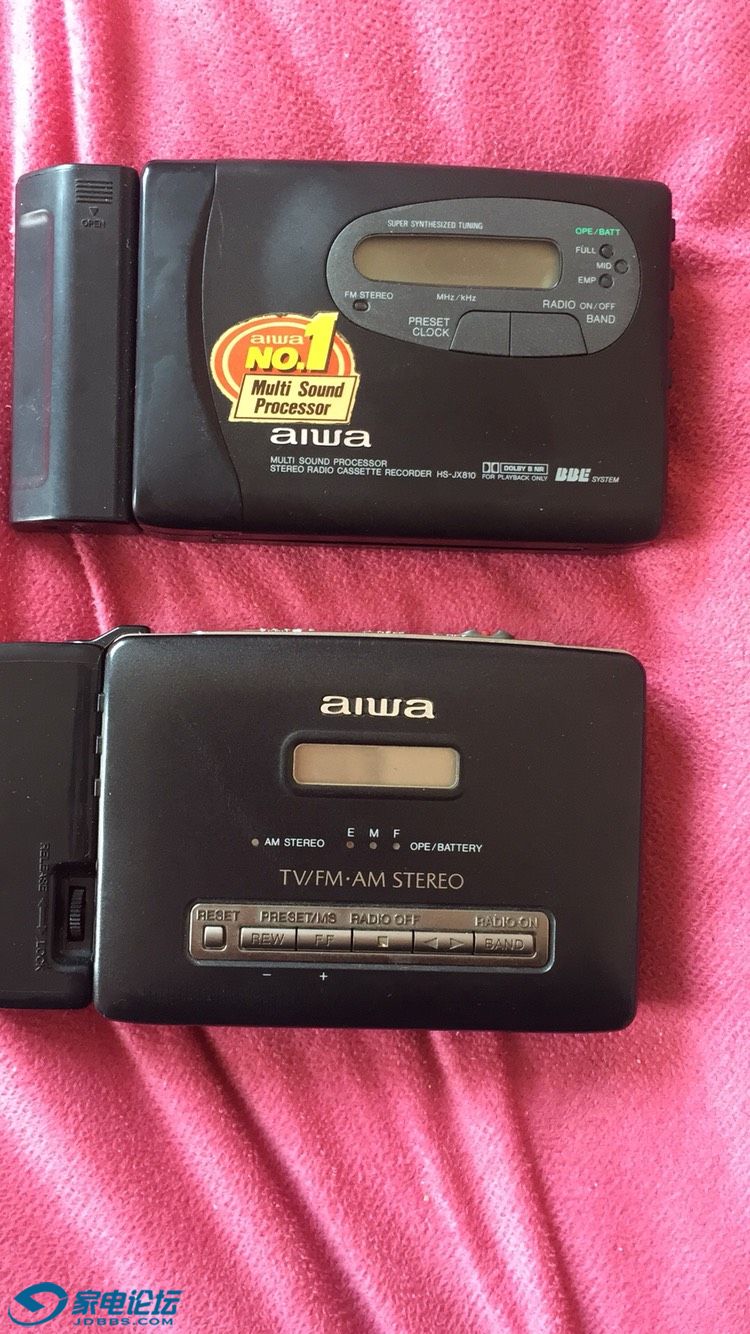 OPEN
SUPER SYNTHESIZED TUNING
OPE/BATT
FULL
MID
EMP
FM STEREO
MHz/kHz
RADIO ON/OFF
PRESET
BAND
CLOCK
aiwa
NO.1
Multi Sound
Processor
aiwa
MULTI SOUND PROCESSOR
STEREO RADIO CASSETTE RECORDER HS-JX810
DOLBY B NR
FOR PLAYBACK ONLY
BBE SYSTEM
aiwa
E M F
AM STEREO
OPE/BATTERY
TV/FM·AM STEREO
RELEASE
LOCK
RESET PRESET/MS RADIO OFF RADIO ON
REW FF BAND
− +
家电论坛
JDBBS.COM